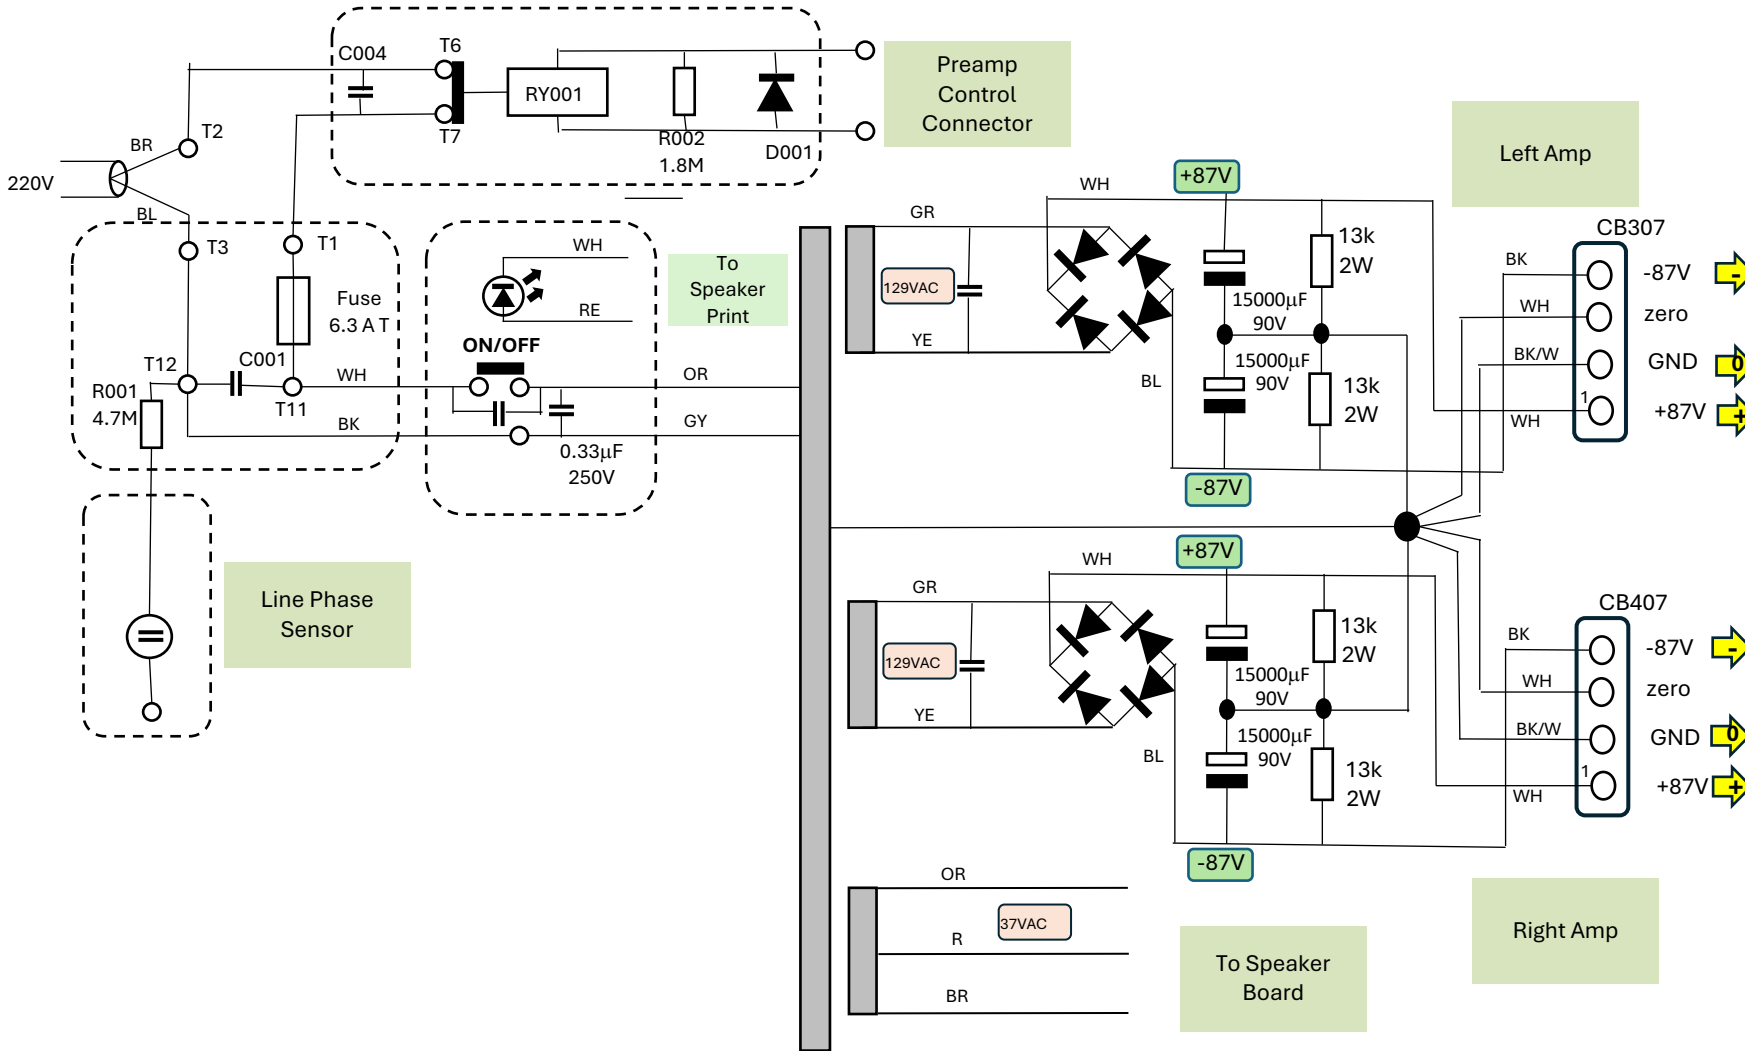 C004
T6
T7
RY001
R002
1.8M
D001
Preamp
Control
Connector
BR
T2
220V
BL
T3
T1
Fuse
6.3 A T
T12
C001
T11
R001
4.7M
WH
BK
WH
RE
ON/OFF
0.33µF
250V
To
Speaker
Print
OR
GY
Line Phase
Sensor
Left Amp
GR
129VAC
YE
WH
BL
+87V
13k
2W
15000µF
90V
15000µF
90V
13k
2W
-87V
CB307
BK
-87V
-
WH
zero
BK/W
GND
0
1
+87V
+
WH
GR
129VAC
YE
WH
BL
+87V
13k
2W
15000µF
90V
15000µF
90V
13k
2W
-87V
CB407
BK
-87V
-
WH
zero
BK/W
GND
0
1
+87V
+
WH
OR
37VAC
R
BR
To Speaker
Board
Right Amp